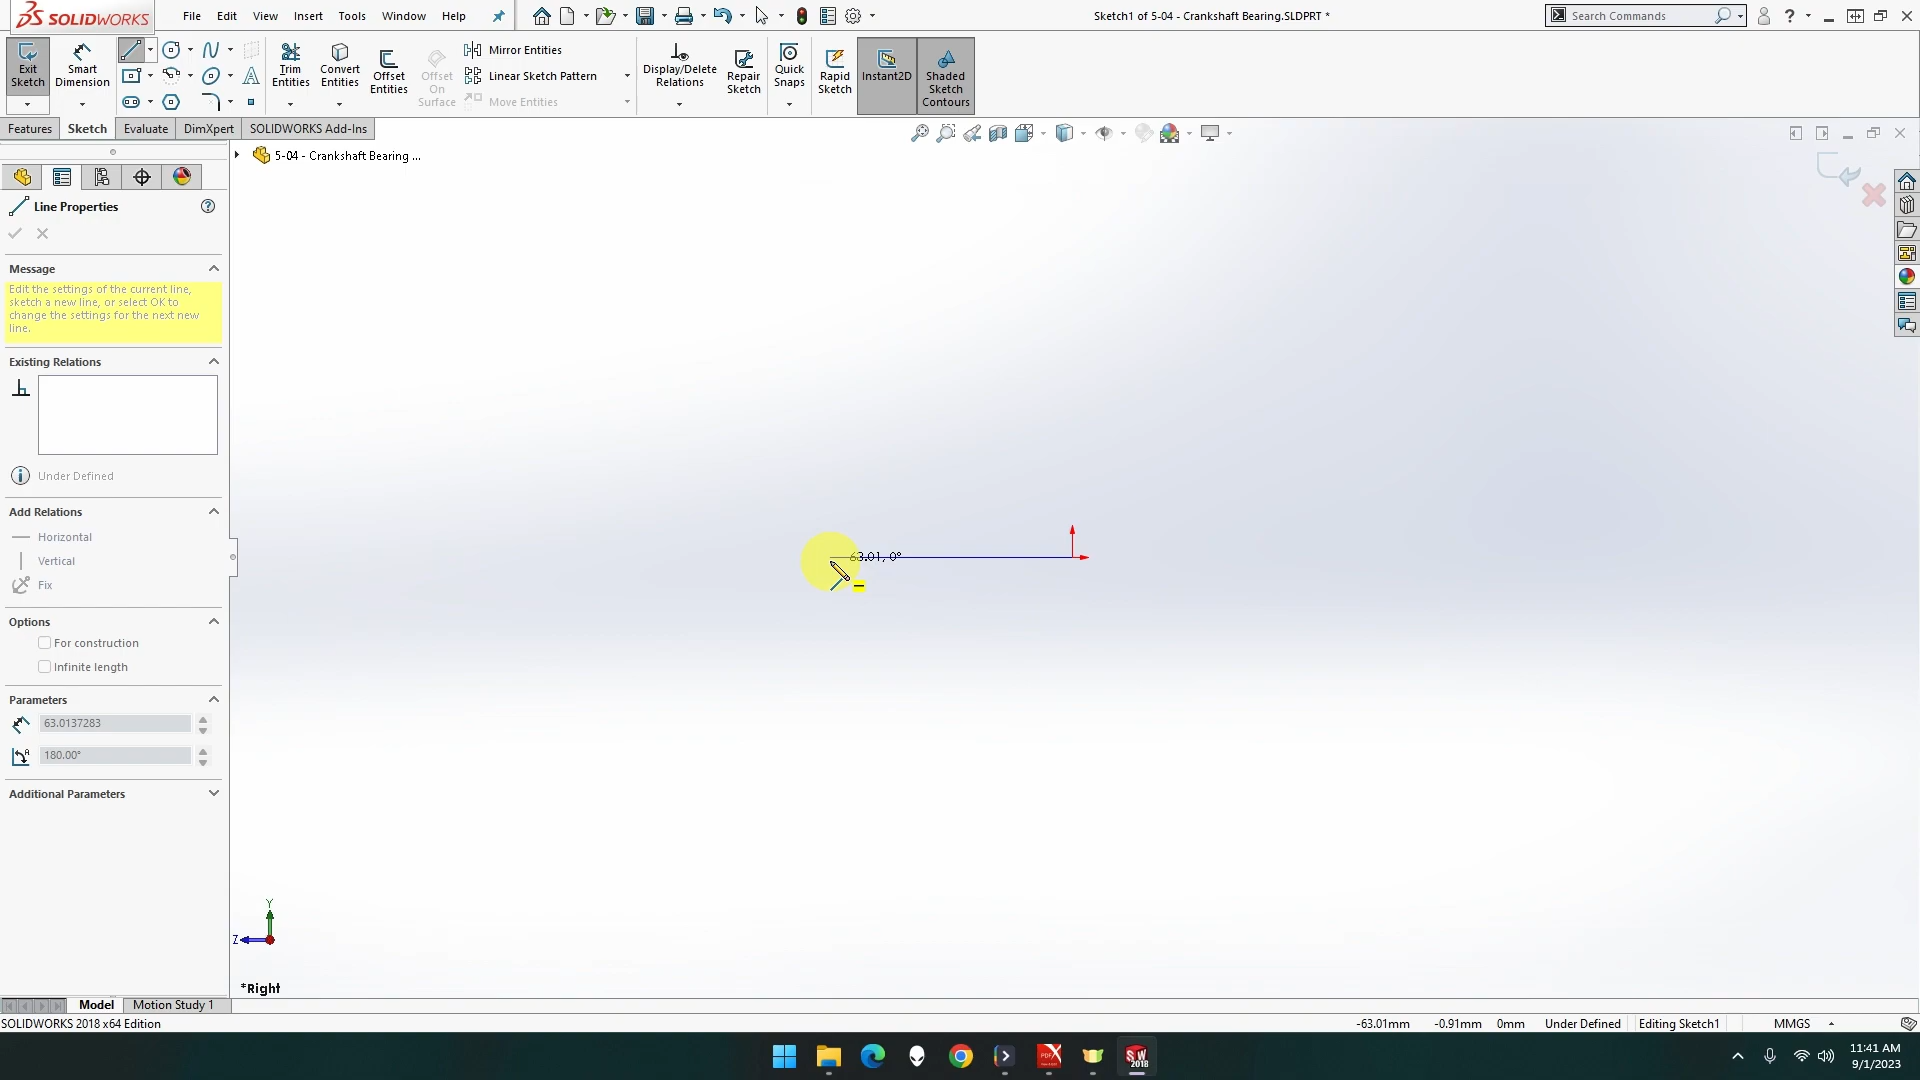 SOLIDWORKS
File Edit View Insert Tools Window Help
Sketch1 of 5-04 - Crankshaft Bearing.SLDPRT *
Search Commands
Exit Sketch
Smart Dimension
Trim Entities
Convert Entities
Offset Entities
Offset On Surface
Mirror Entities
Linear Sketch Pattern
Move Entities
Display/Delete Relations
Repair Sketch
Quick Snaps
Rapid Sketch
Instant2D
Shaded Sketch Contours
Features Sketch Evaluate DimXpert SOLIDWORKS Add-Ins
5-04 - Crankshaft Bearing ...
Line Properties
Message
Edit the settings of the current line,
sketch a new line, or select OK to
change the settings for the next new
line.
Existing Relations
Under Defined
Add Relations
Horizontal
Vertical
Fix
Options
For construction
Infinite length
Parameters
63.0137283
180.00°
Additional Parameters
63.01, 0°
Y
Z
*Right
Model Motion Study 1
SOLIDWORKS 2018 x64 Edition
-63.01mm -0.91mm 0mm Under Defined Editing Sketch1 MMGS
11:41 AM
9/1/2023